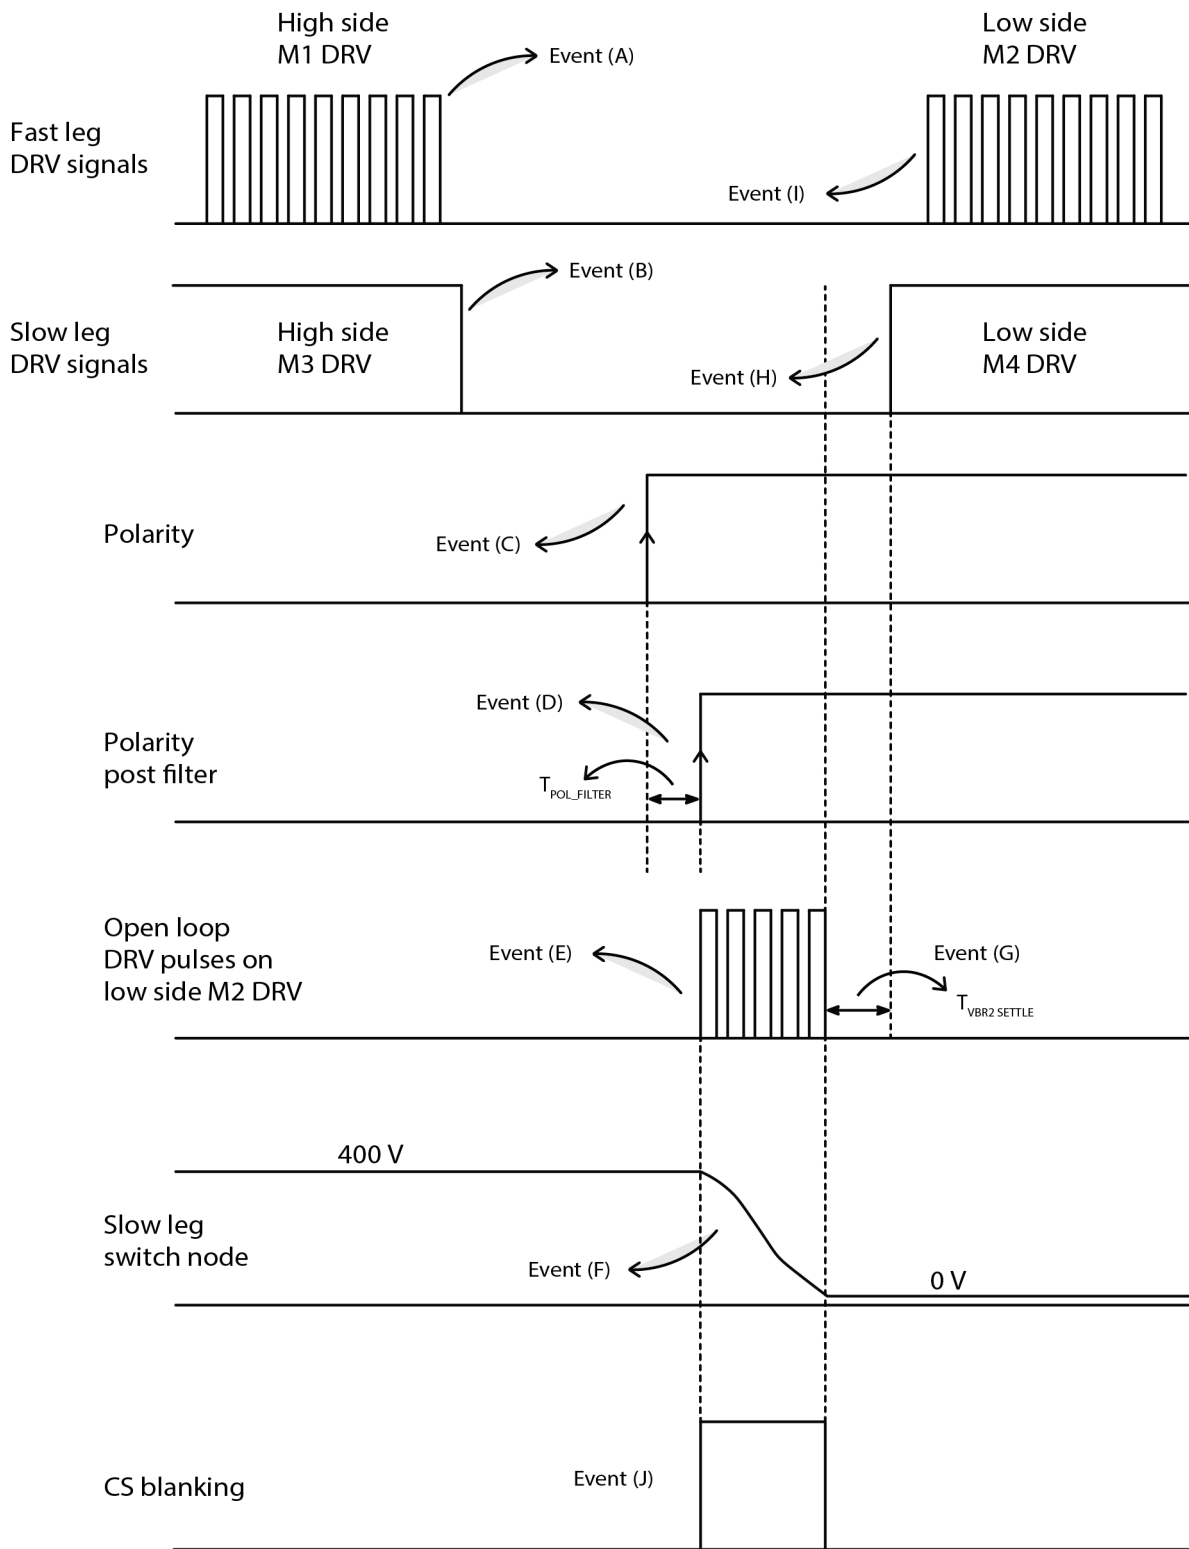 High side
M1 DRV
Low side
M2 DRV
Event (A)
Fast leg
DRV signals
Event (I)
Event (B)
Slow leg
DRV signals
High side
M3 DRV
Low side
M4 DRV
Event (H)
Polarity
Event (C)
Event (D)
Polarity
post filter
TPOL_FILTER
Open loop
DRV pulses on
low side M2 DRV
Event (E)
Event (G)
TVBR2 SETTLE
400 V
Slow leg
switch node
Event (F)
0 V
CS blanking
Event (J)